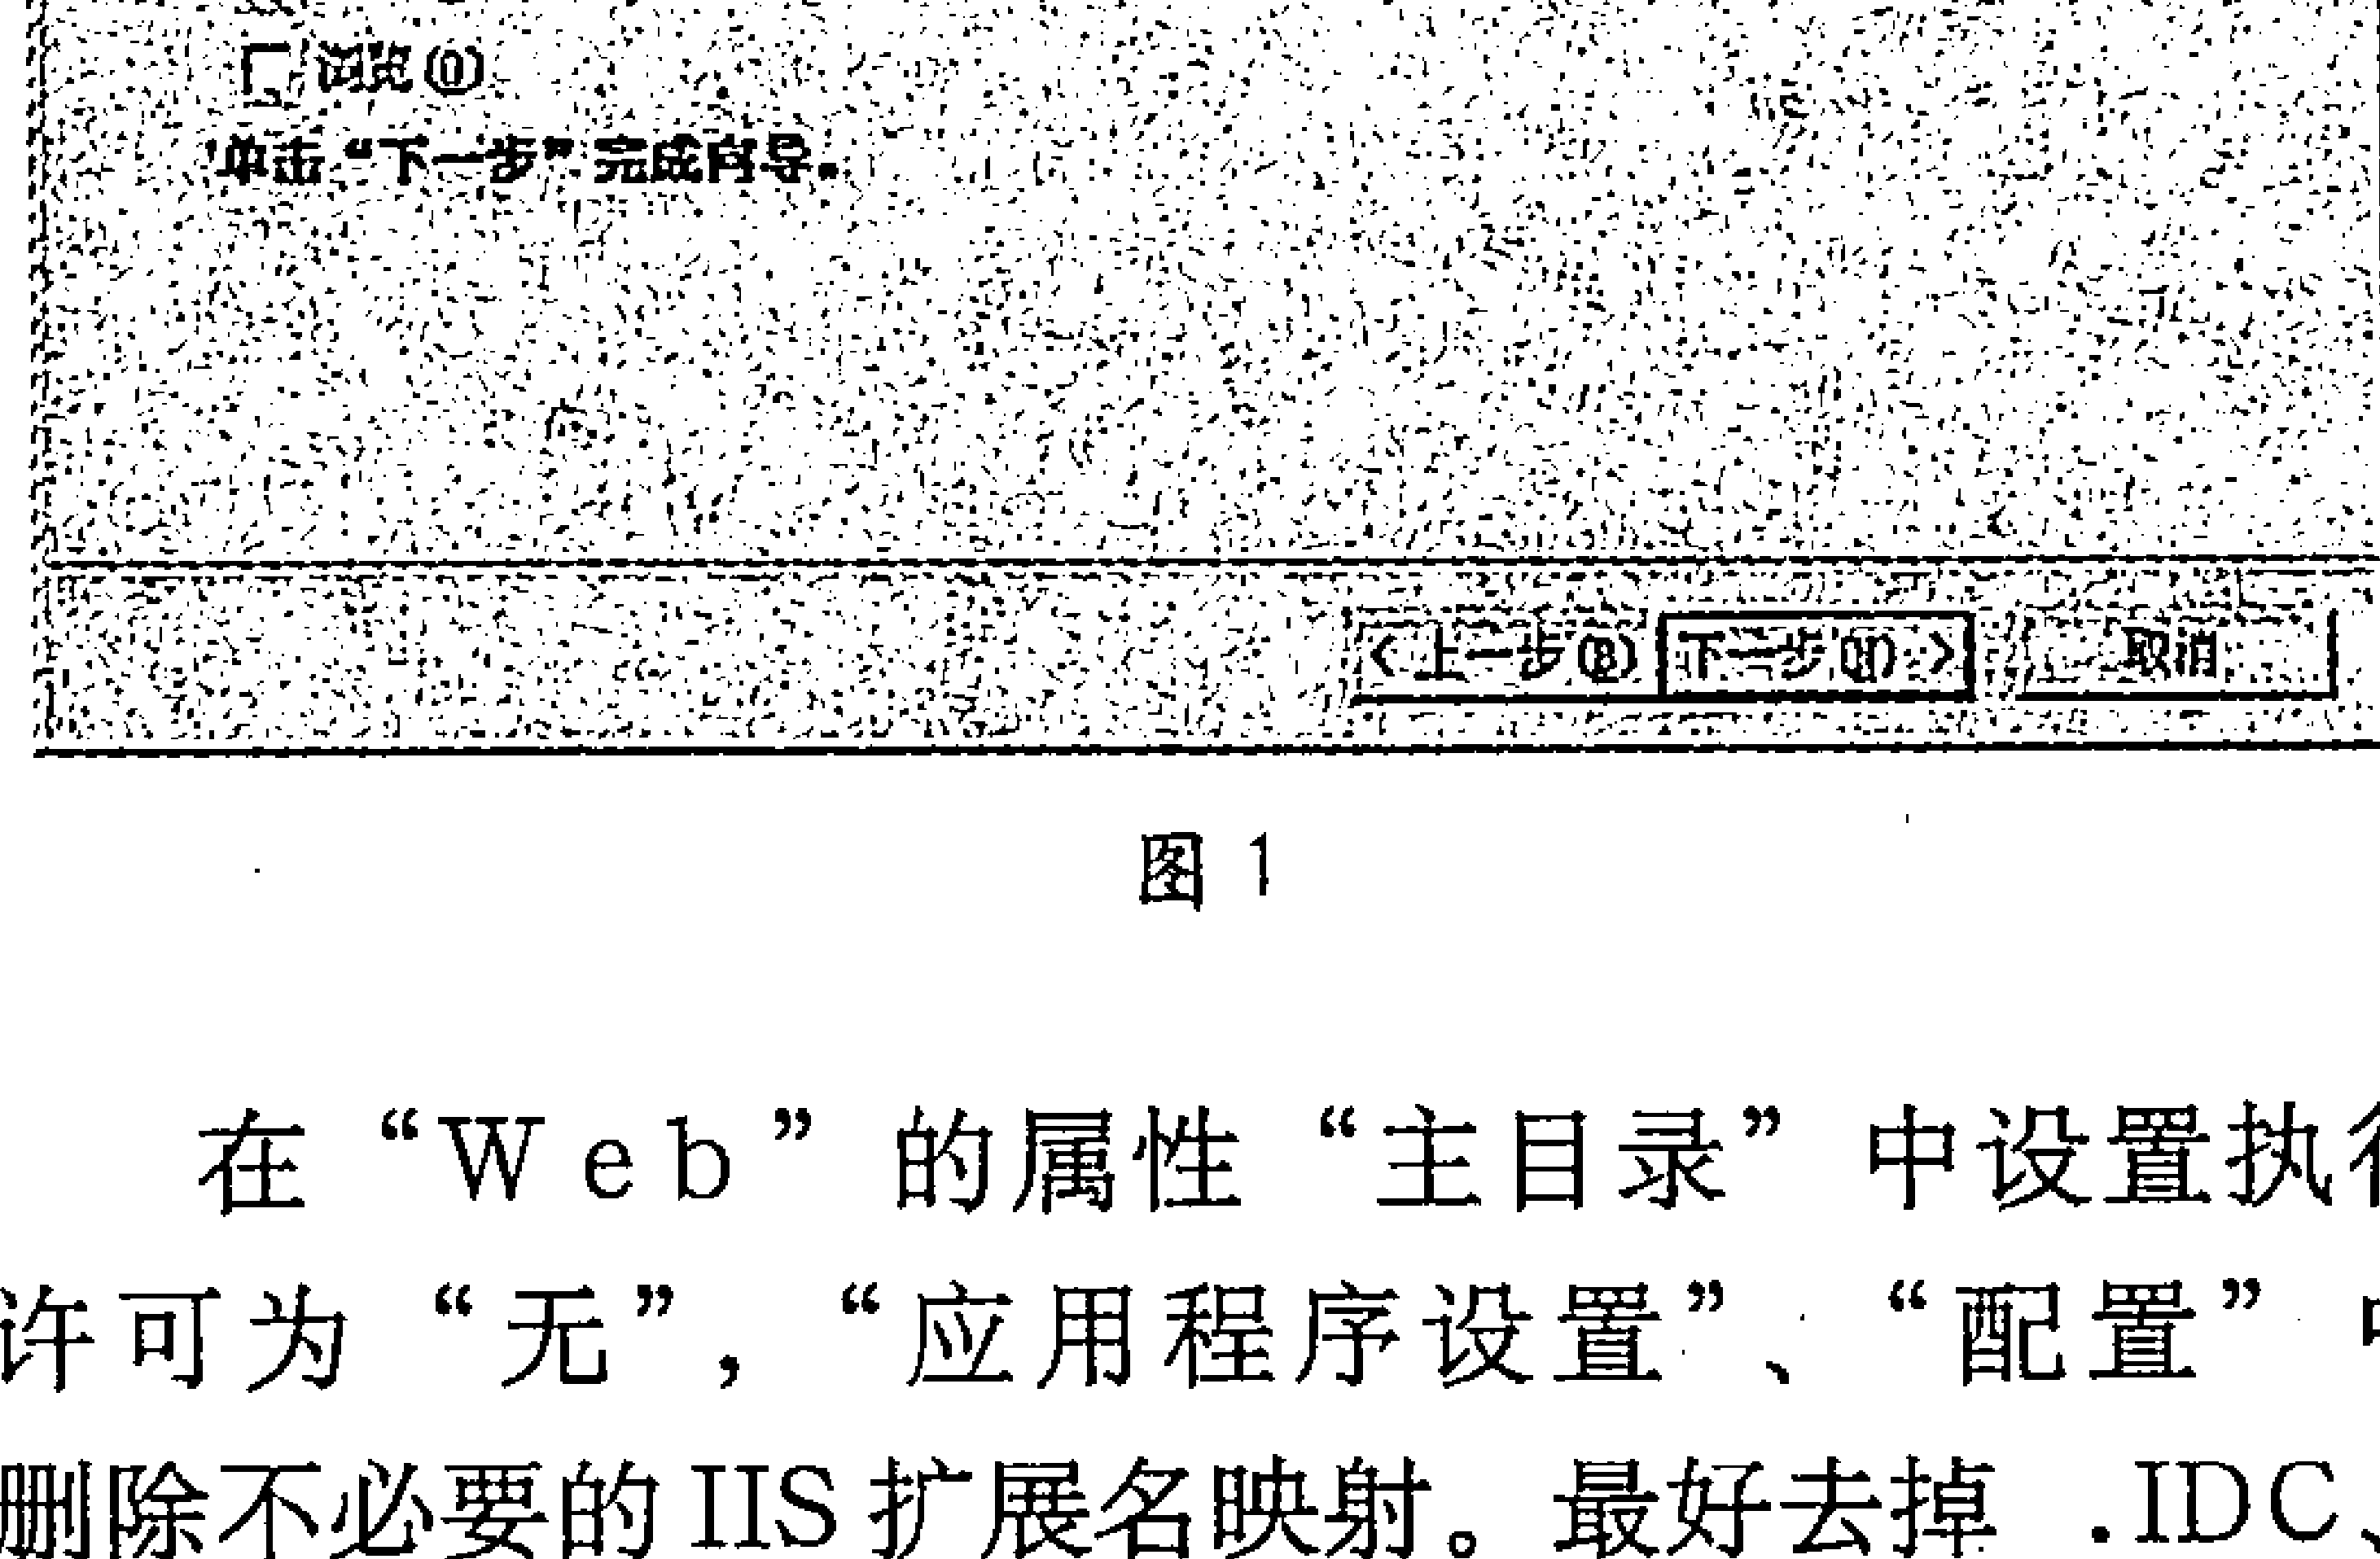 浏览(O)
单击“下一步”完成向导。
<上一步(B) 下一步(N)> 取消
图 1
在“Web”的属性“主目录”中设置执行
许可为“无”，“应用程序设置”、“配置”中
删除不必要的IIS扩展名映射。最好去掉 .IDC、